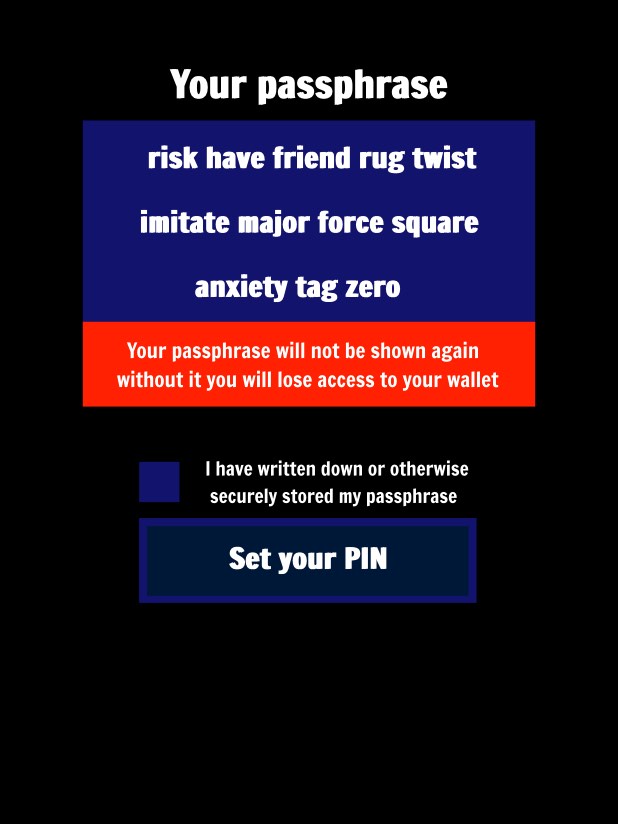 Your passphrase
risk have friend rug twist
imitate major force square
anxiety tag zero
Your passphrase will not be shown again
without it you will lose access to your wallet
I have written down or otherwise
securely stored my passphrase
Set your PIN